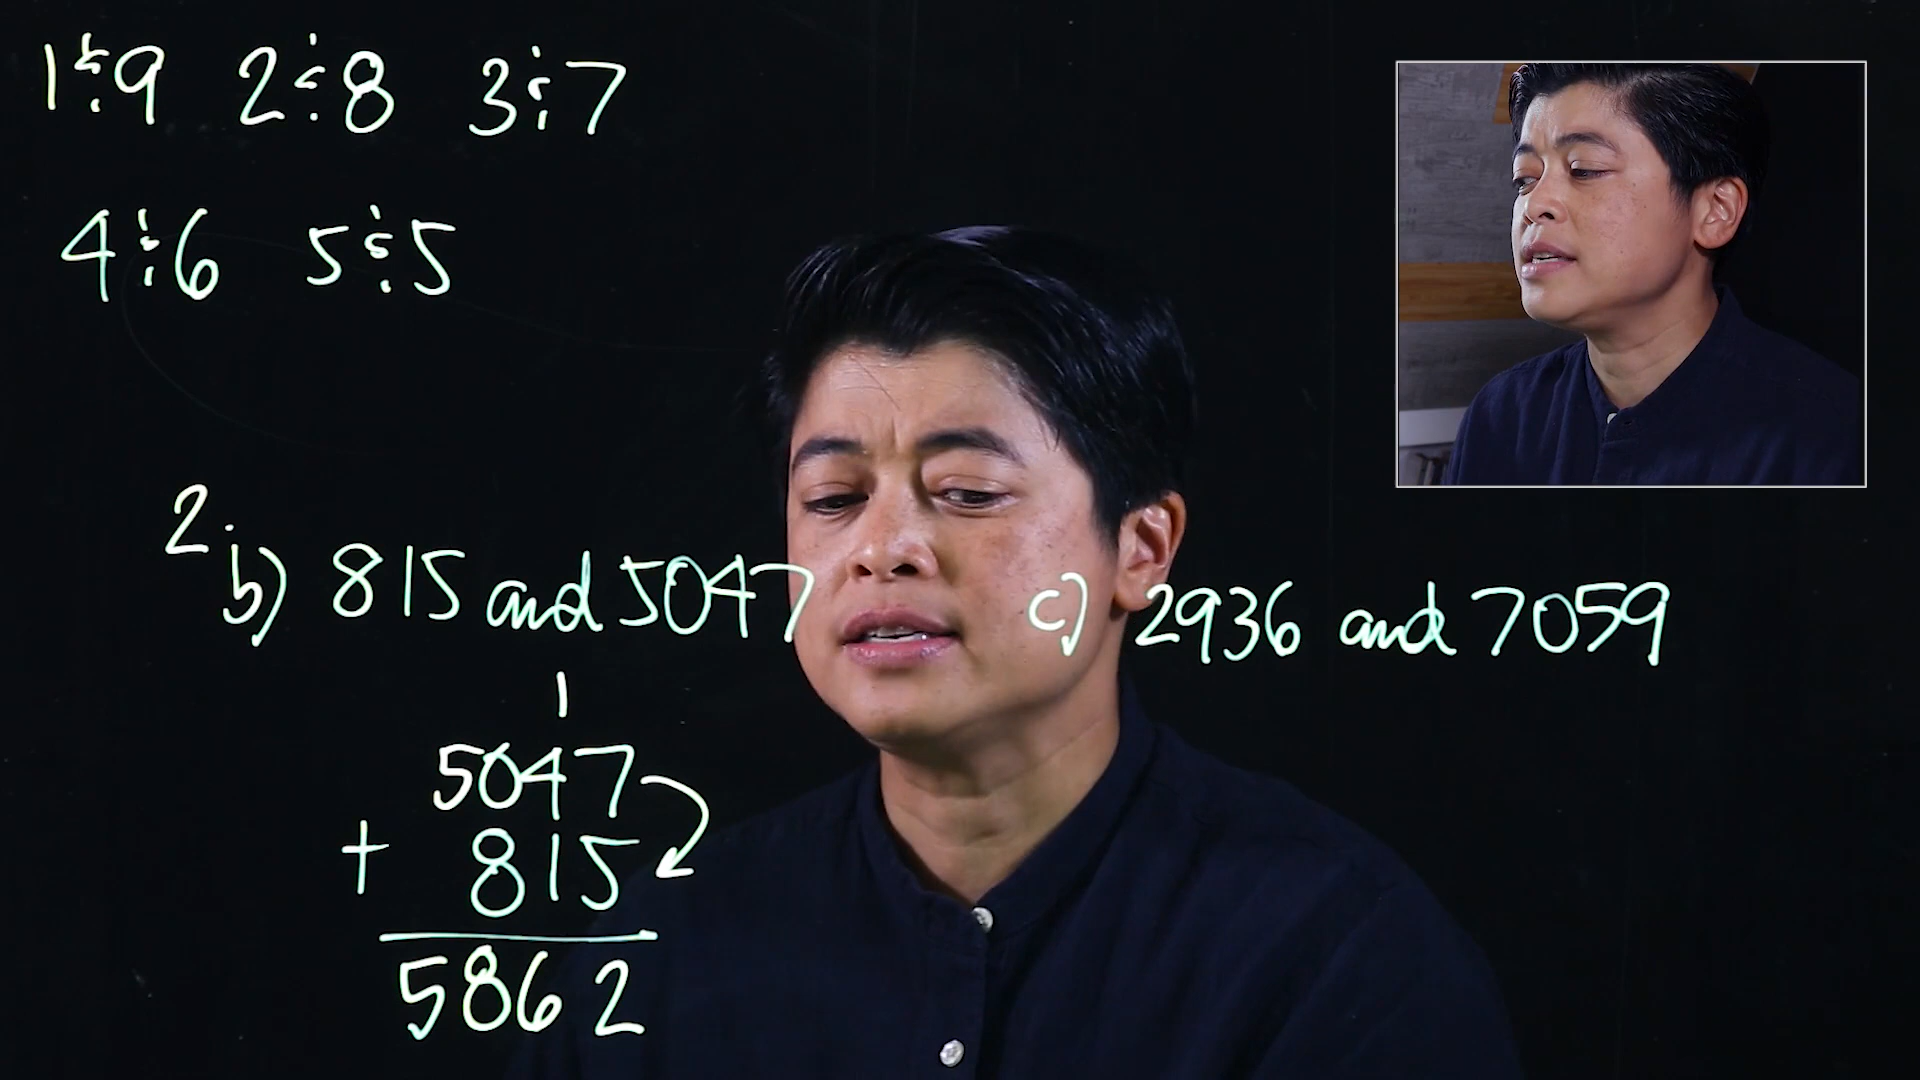 1 & 9 2 & 8 3 & 7
4 & 6 5 & 5
2.
b) 815 and 5047
c) 2936 and 7059
1
5047
+ 815
5862